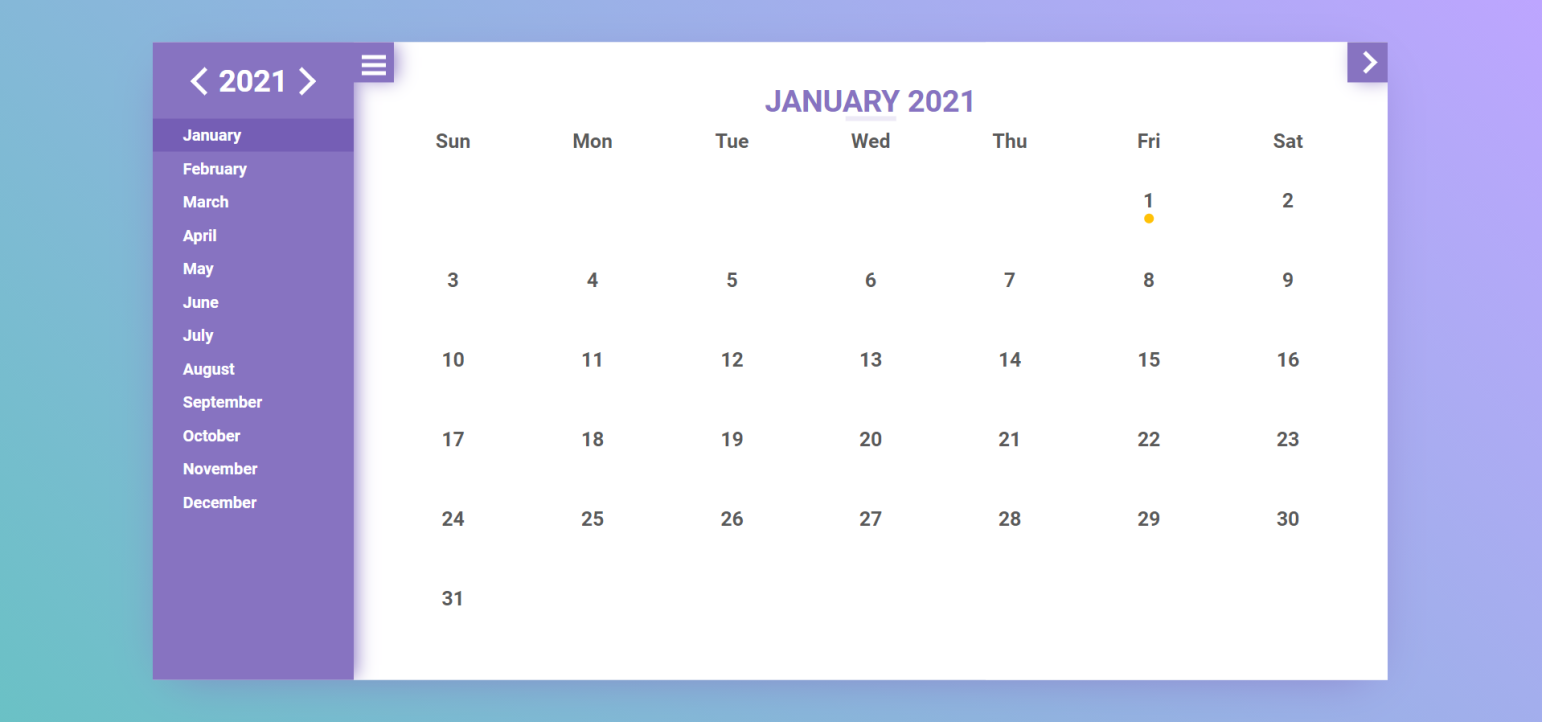 2021
January
February
March
April
May
June
July
August
September
October
November
December
JANUARY 2021
Sun Mon Tue Wed Thu Fri Sat
1 2
3 4 5 6 7 8 9
10 11 12 13 14 15 16
17 18 19 20 21 22 23
24 25 26 27 28 29 30
31